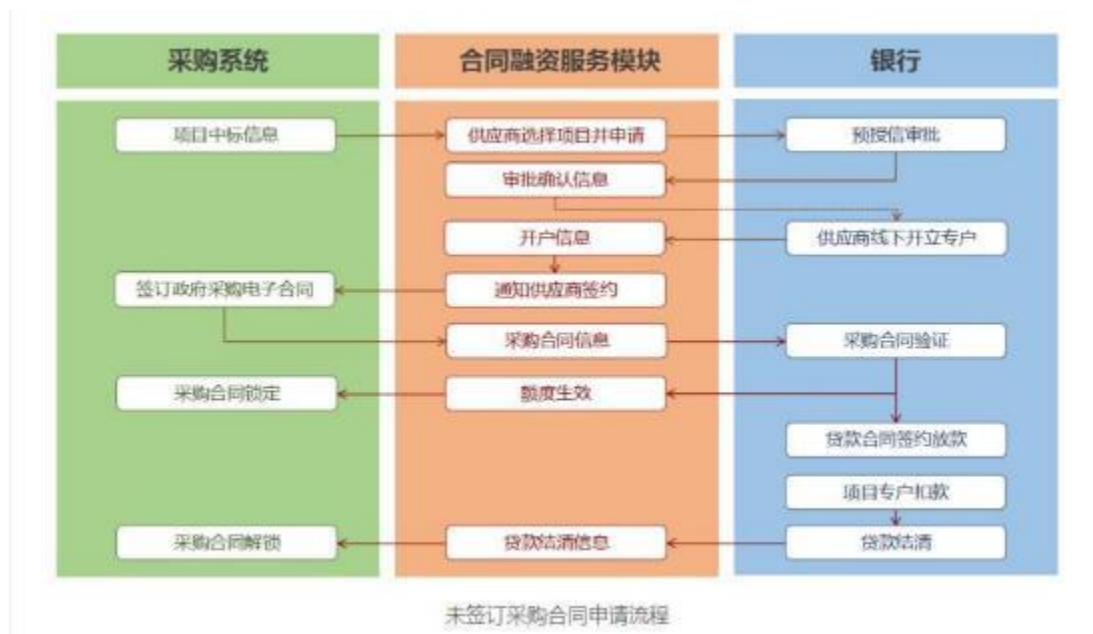 采购系统 合同融资服务模块 银行
项目中标信息 供应商选择项目并申请 预授信审批
审批确认信息
开户信息 供应商线下开立专户
签订政府采购电子合同 通知供应商签约
采购合同信息 采购合同验证
采购合同锁定 额度生效
贷款合同签约放款
项目专户扣款
采购合同解锁 贷款结清信息 贷款结清
未签订采购合同申请流程